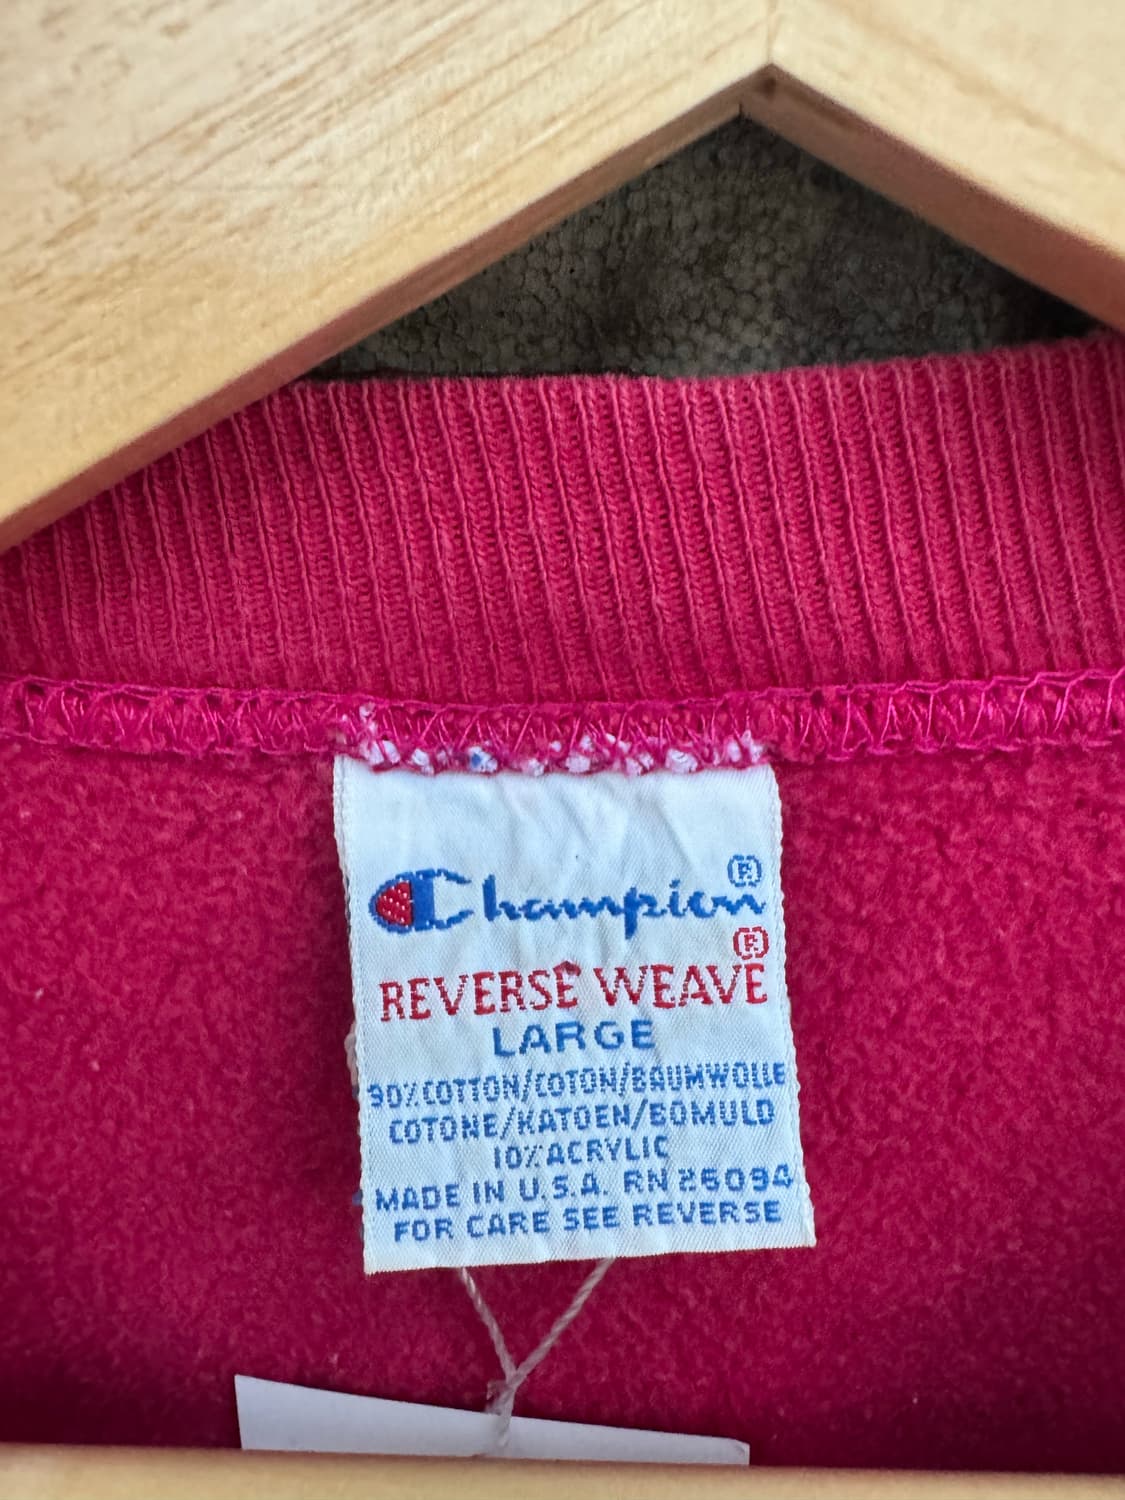 Champion®
REVERSE WEAVE®
LARGE
90% COTTON/COTON/BAUMWOLLE
COTONE/KATOEN/BOMULD
10% ACRYLIC
MADE IN U.S.A. RN 26094
FOR CARE SEE REVERSE